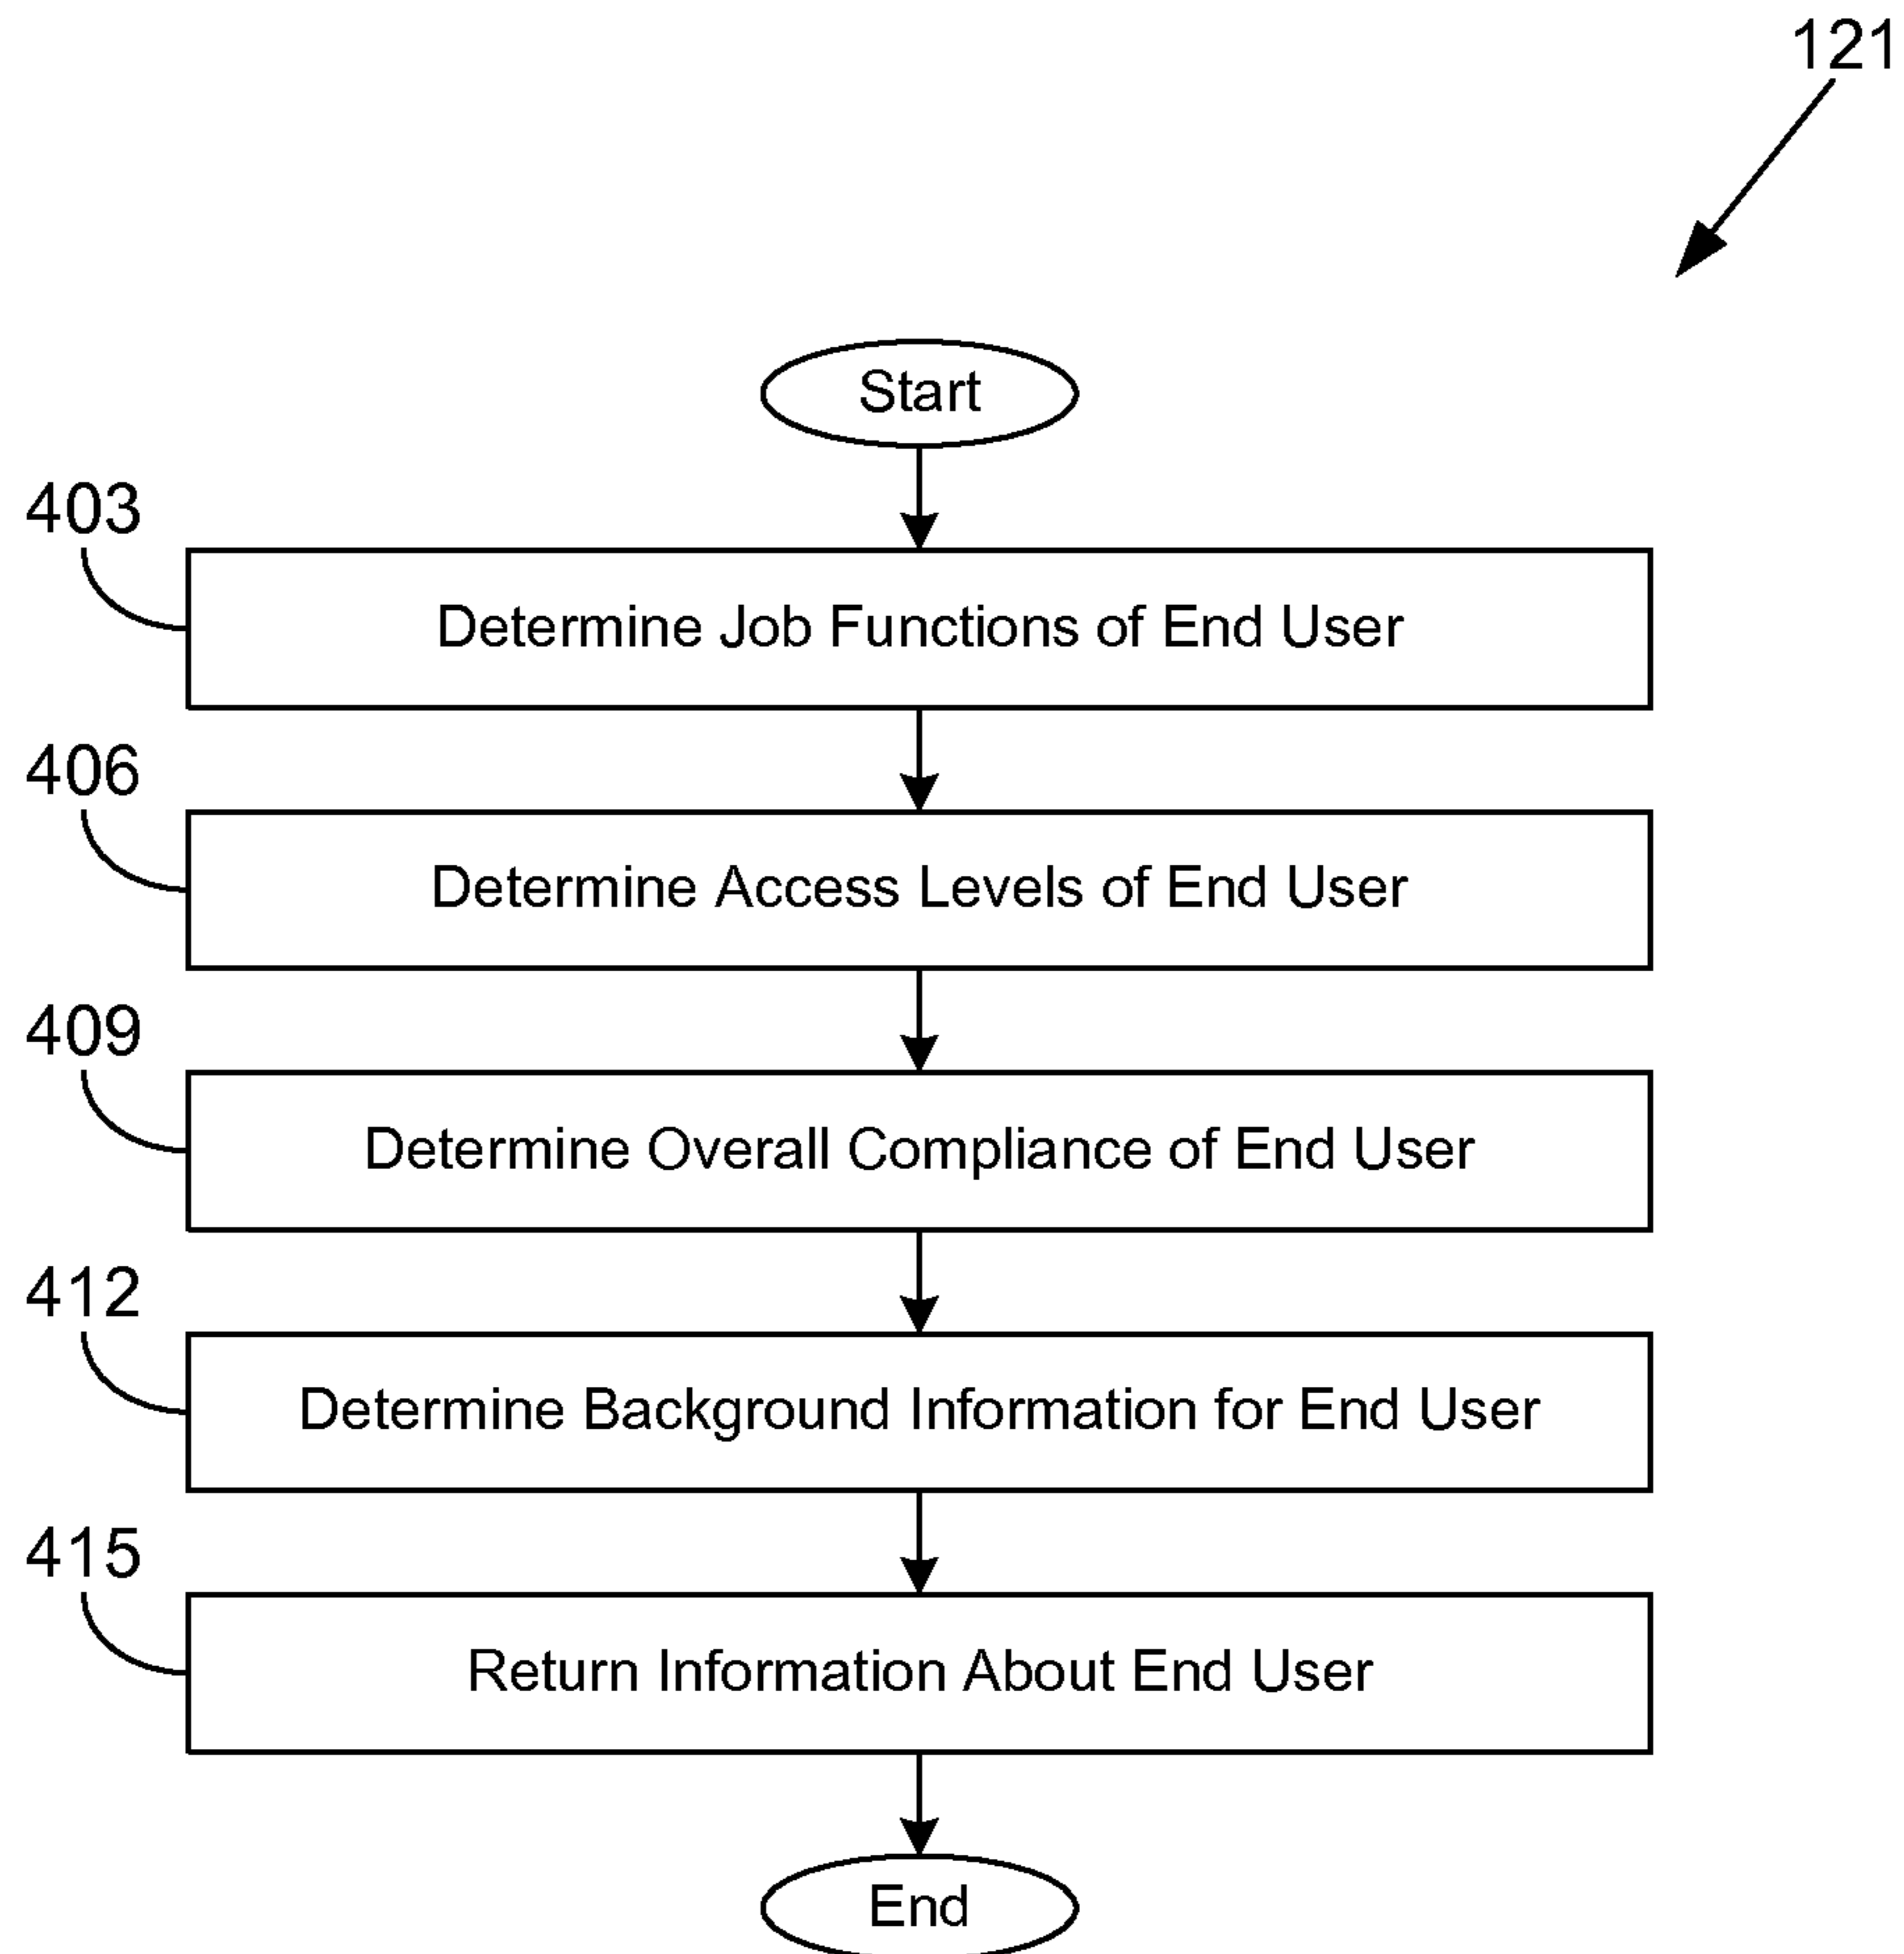 121
Start
403
Determine Job Functions of End User
406
Determine Access Levels of End User
409
Determine Overall Compliance of End User
412
Determine Background Information for End User
415
Return Information About End User
End